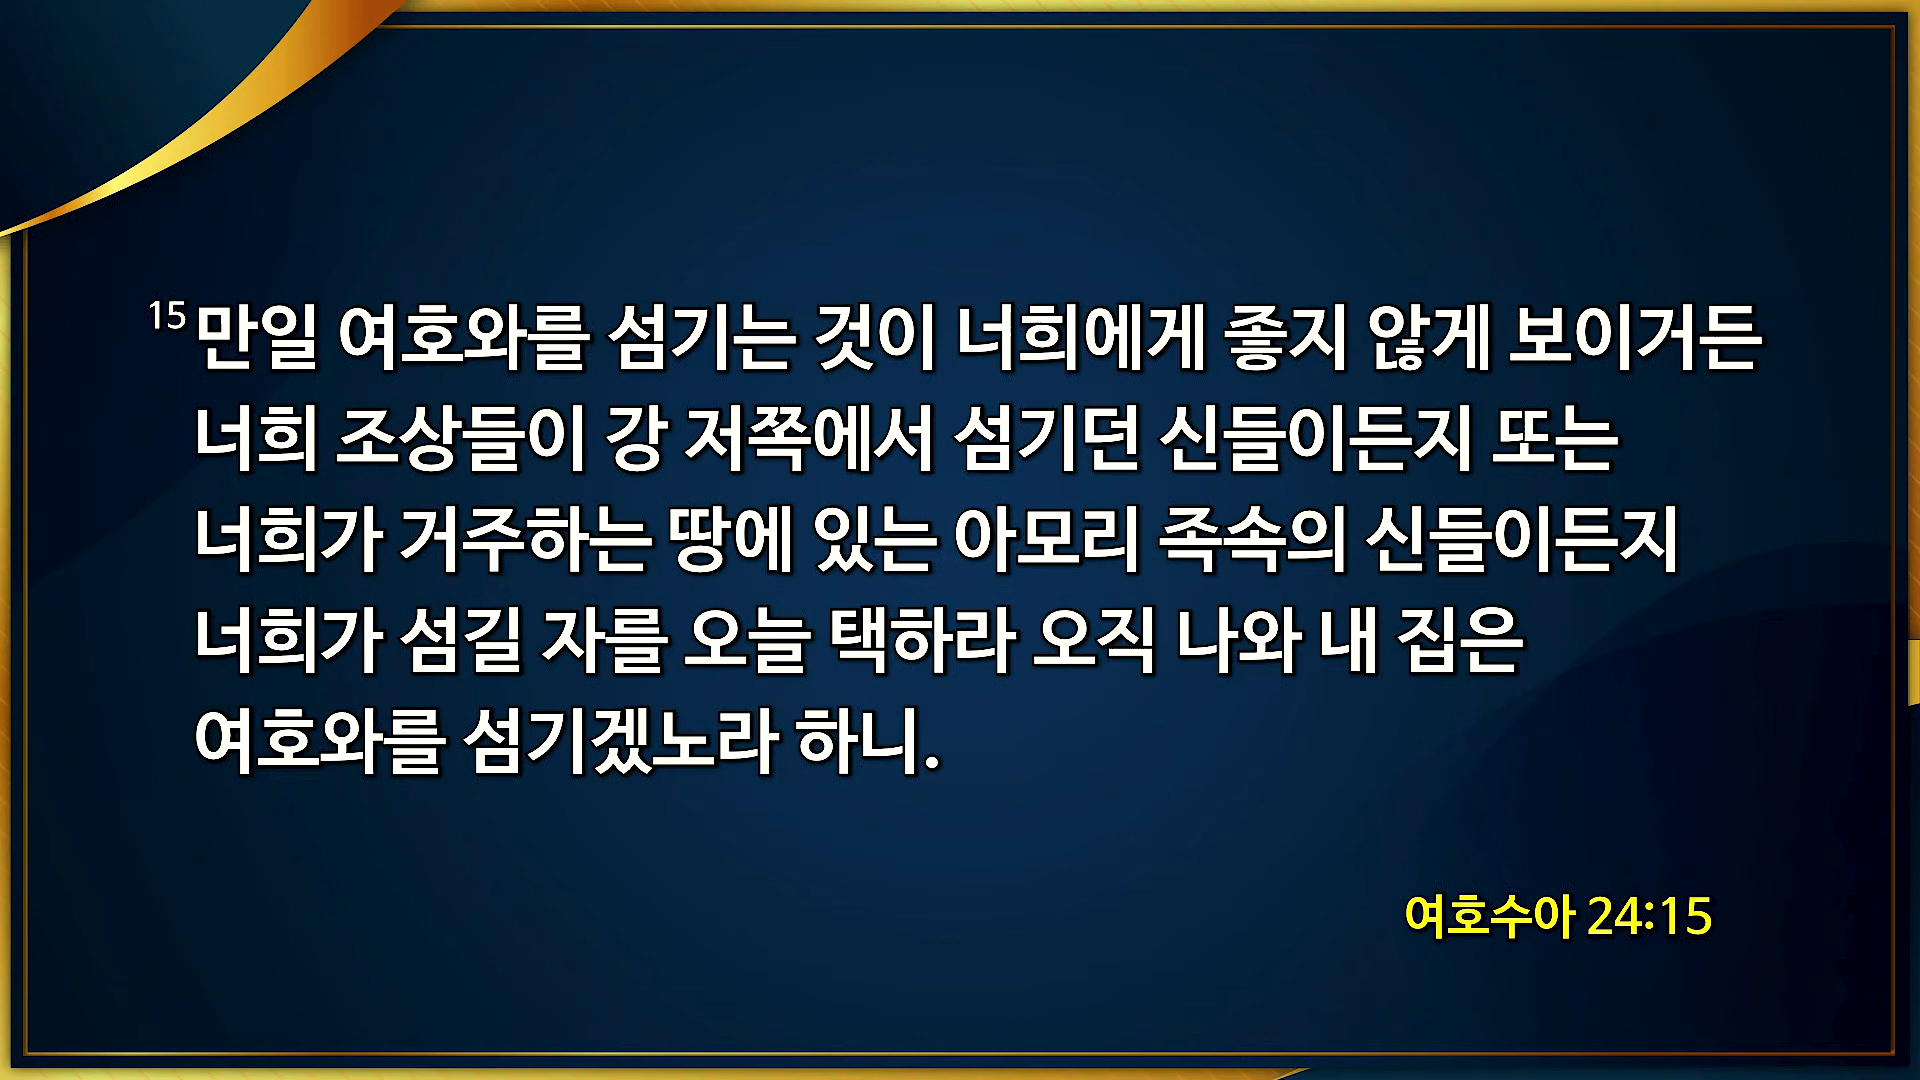 15 만일 여호와를 섬기는 것이 너희에게 좋지 않게 보이거든
너희 조상들이 강 저쪽에서 섬기던 신들이든지 또는
너희가 거주하는 땅에 있는 아모리 족속의 신들이든지
너희가 섬길 자를 오늘 택하라 오직 나와 내 집은
여호와를 섬기겠노라 하니.
여호수아 24:15